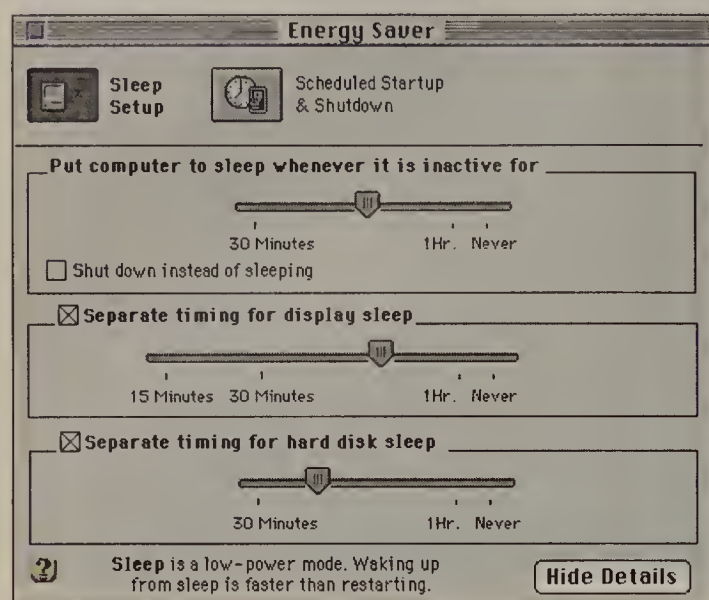 Energy Saver
Sleep
Setup
Scheduled Startup
& Shutdown
Put computer to sleep whenever it is inactive for
30 Minutes 1Hr. Never
Shut down instead of sleeping
Separate timing for display sleep
15 Minutes 30 Minutes 1Hr. Never
Separate timing for hard disk sleep
30 Minutes 1Hr. Never
Sleep is a low-power mode. Waking up
from sleep is faster than restarting.
Hide Details